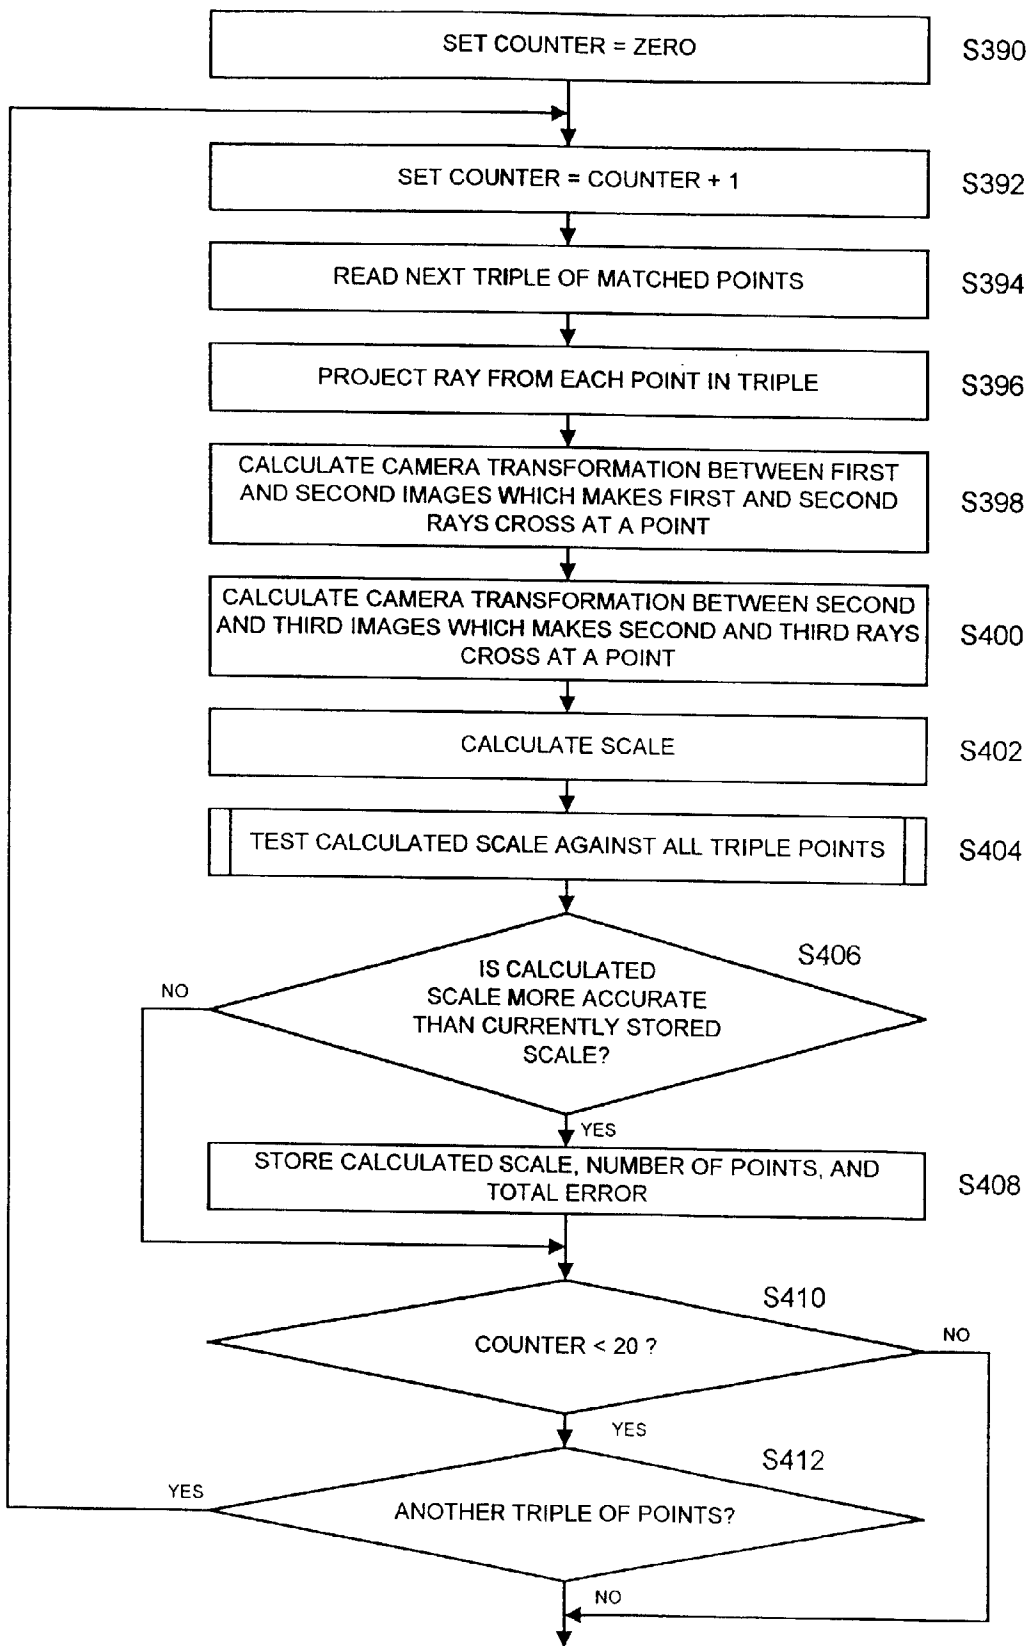 SET COUNTER = ZERO
S390
SET COUNTER = COUNTER + 1
S392
READ NEXT TRIPLE OF MATCHED POINTS
S394
PROJECT RAY FROM EACH POINT IN TRIPLE
S396
CALCULATE CAMERA TRANSFORMATION BETWEEN FIRST
AND SECOND IMAGES WHICH MAKES FIRST AND SECOND
RAYS CROSS AT A POINT
S398
CALCULATE CAMERA TRANSFORMATION BETWEEN SECOND
AND THIRD IMAGES WHICH MAKES SECOND AND THIRD RAYS
CROSS AT A POINT
S400
CALCULATE SCALE
S402
TEST CALCULATED SCALE AGAINST ALL TRIPLE POINTS
S404
S406
IS CALCULATED
SCALE MORE ACCURATE
THAN CURRENTLY STORED
SCALE?
NO
YES
STORE CALCULATED SCALE, NUMBER OF POINTS, AND
TOTAL ERROR
S408
S410
COUNTER < 20 ?
NO
YES
S412
ANOTHER TRIPLE OF POINTS?
YES
NO